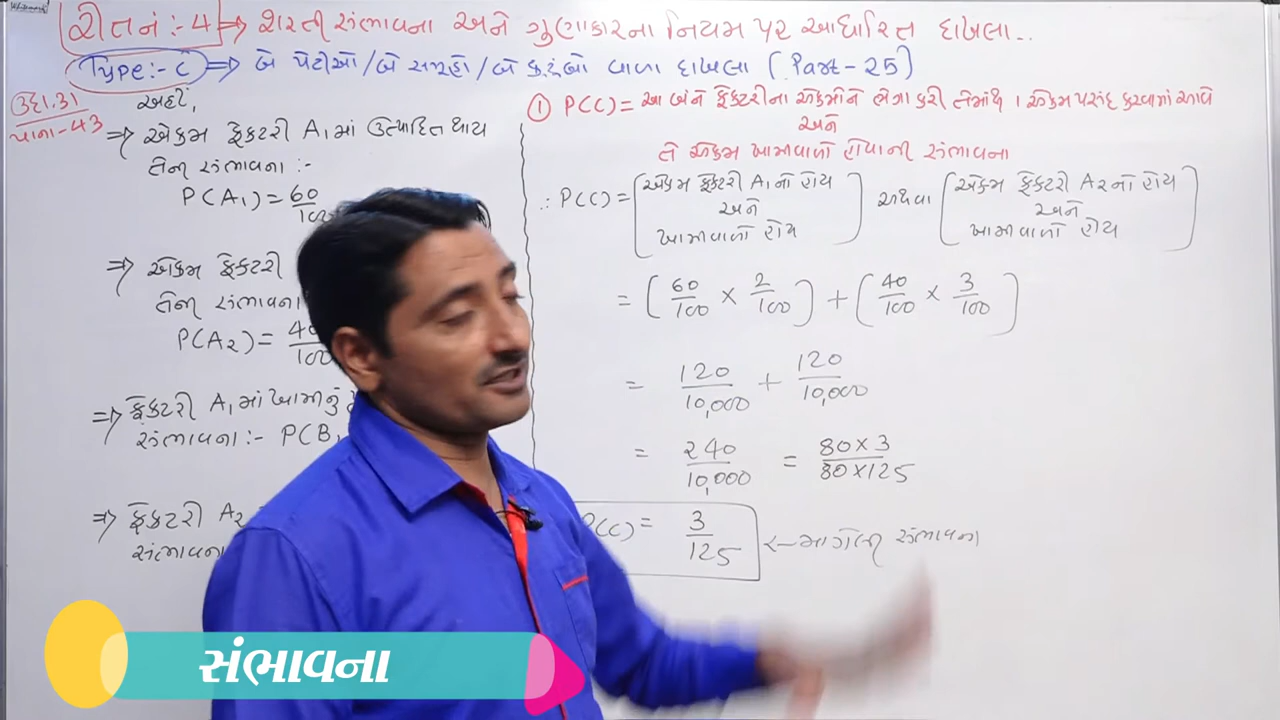 રીત નં :- 4 ⇒ શરતી સંભાવના અને ગુણાકારના નિયમ પર આધારિત દાખલા...
Type :- C ⇒ બે પેટીઓ/બે સમૂહો/બે કુટુંબો વાળા દાખલા (Part - 25)
ઉદા. 31
પાના - 43
અહીં,
⇒ એકમ ફેક્ટરી A₁ માં ઉત્પાદિત થાય
તેની સંભાવના :-
P(A₁) = 60/100
⇒ એકમ ફેક્ટરી
તેની સંભાવના
P(A₂) = 40/100
⇒ ફેક્ટરી A₁ માં ખામીનું
સંભાવના :- P(B₁
⇒ ફેક્ટરી A₂
સંભાવના
① P(C) = આ બંને ફેક્ટરીના એકમોને ભેગા કરી તેમાંથી 1 એકમ પસંદ કરવામાં આવે
અને
તે એકમ ખામીવાળો હોવાની સંભાવના
∴ P(C) = (એકમ ફેક્ટરી A₁નો હોય અને ખામીવાળો હોય) અથવા (એકમ ફેક્ટરી A₂નો હોય અને ખામીવાળો હોય)
= (60/100 × 2/100) + (40/100 × 3/100)
= 120/10,000 + 120/10,000
= 240/10,000 = 80×3/80×125
P(C) = 3/125 ← માગેલી સંભાવના
સંભાવના